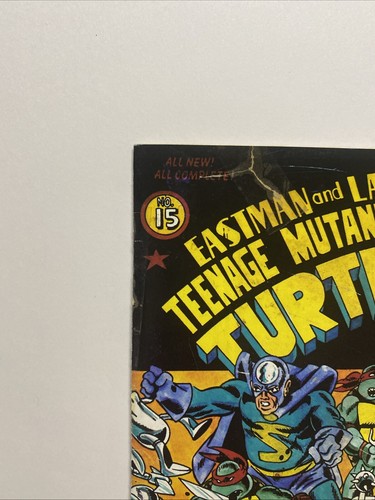 ALL NEW!
ALL COMPLETE!
NO.
15
EASTMAN and LA
TEENAGE MUTAN
TURT
S